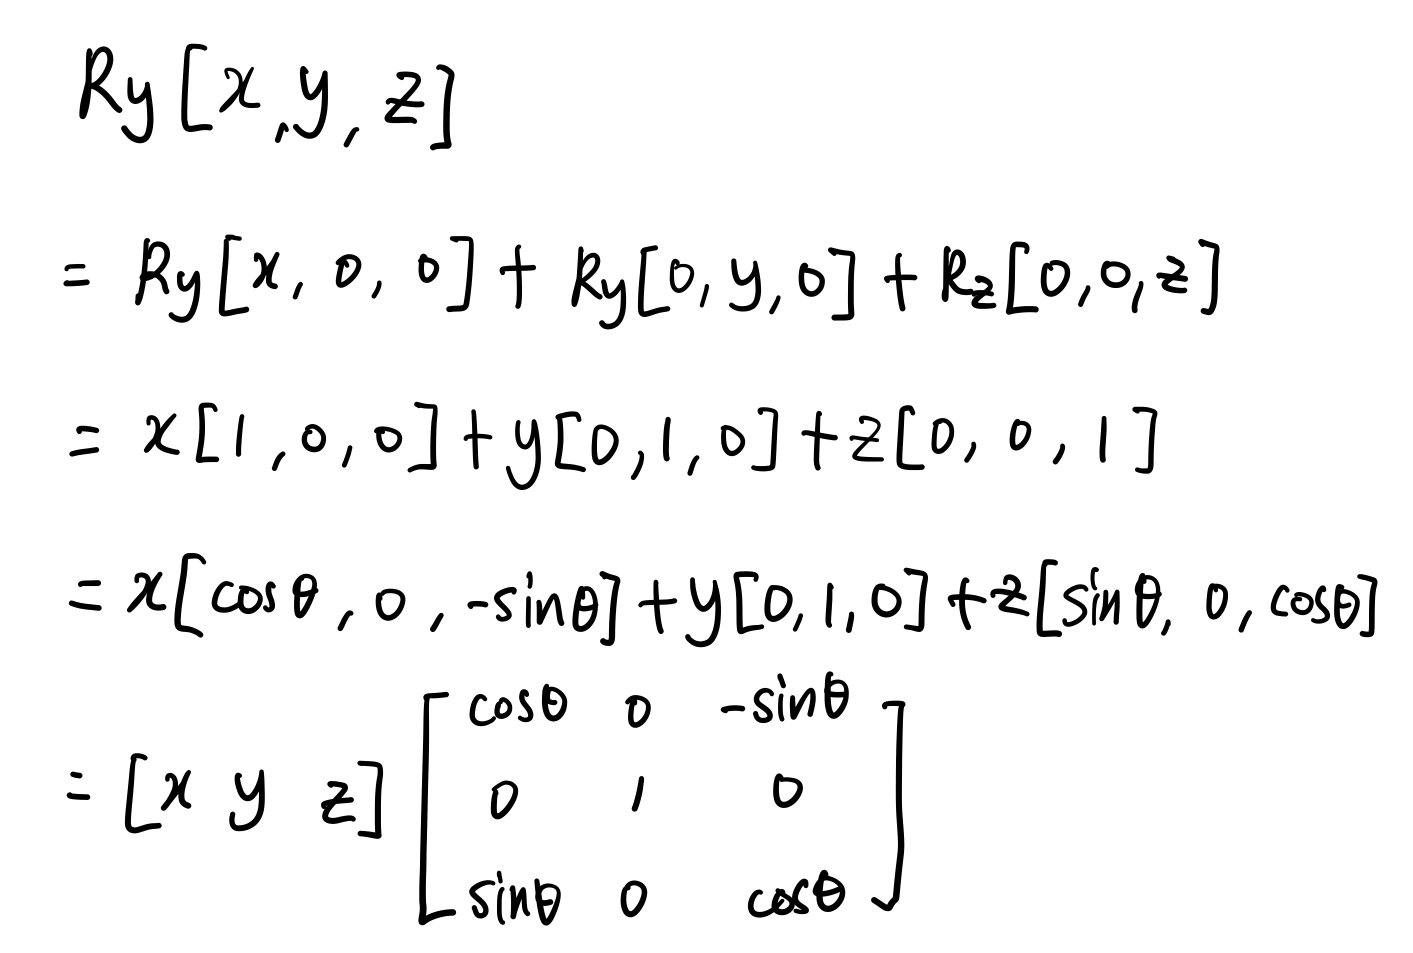 Ry[x, y, z]
= Ry[x, 0, 0] + Ry[0, y, 0] + Rz[0, 0, z]
= x[1, 0, 0] + y[0, 1, 0] + z[0, 0, 1]
= x[cosθ, 0, -sinθ] + y[0, 1, 0] + z[sinθ, 0, cosθ]
cosθ 0 -sinθ
= [x y z] [0 1 0]
sinθ 0 cosθ